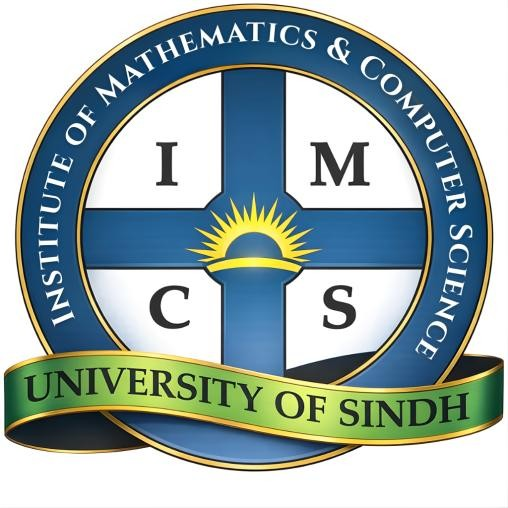 INSTITUTE OF MATHEMATICS & COMPUTER SCIENCE
I M
C S
UNIVERSITY OF SINDH